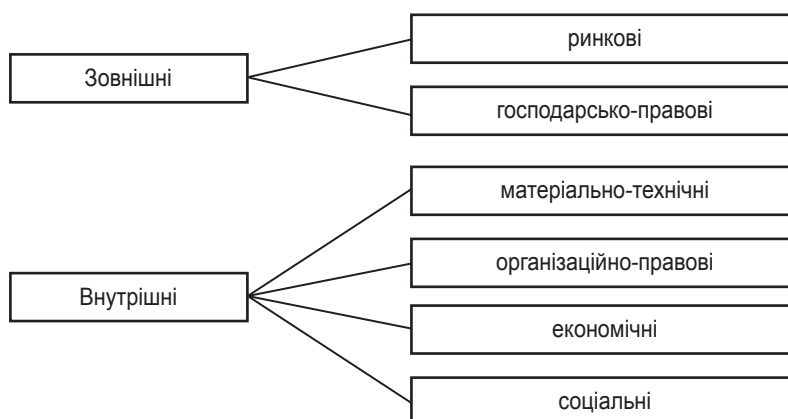 Зовнішні
ринкові
господарсько-правові
Внутрішні
матеріально-технічні
організаційно-правові
економічні
соціальні